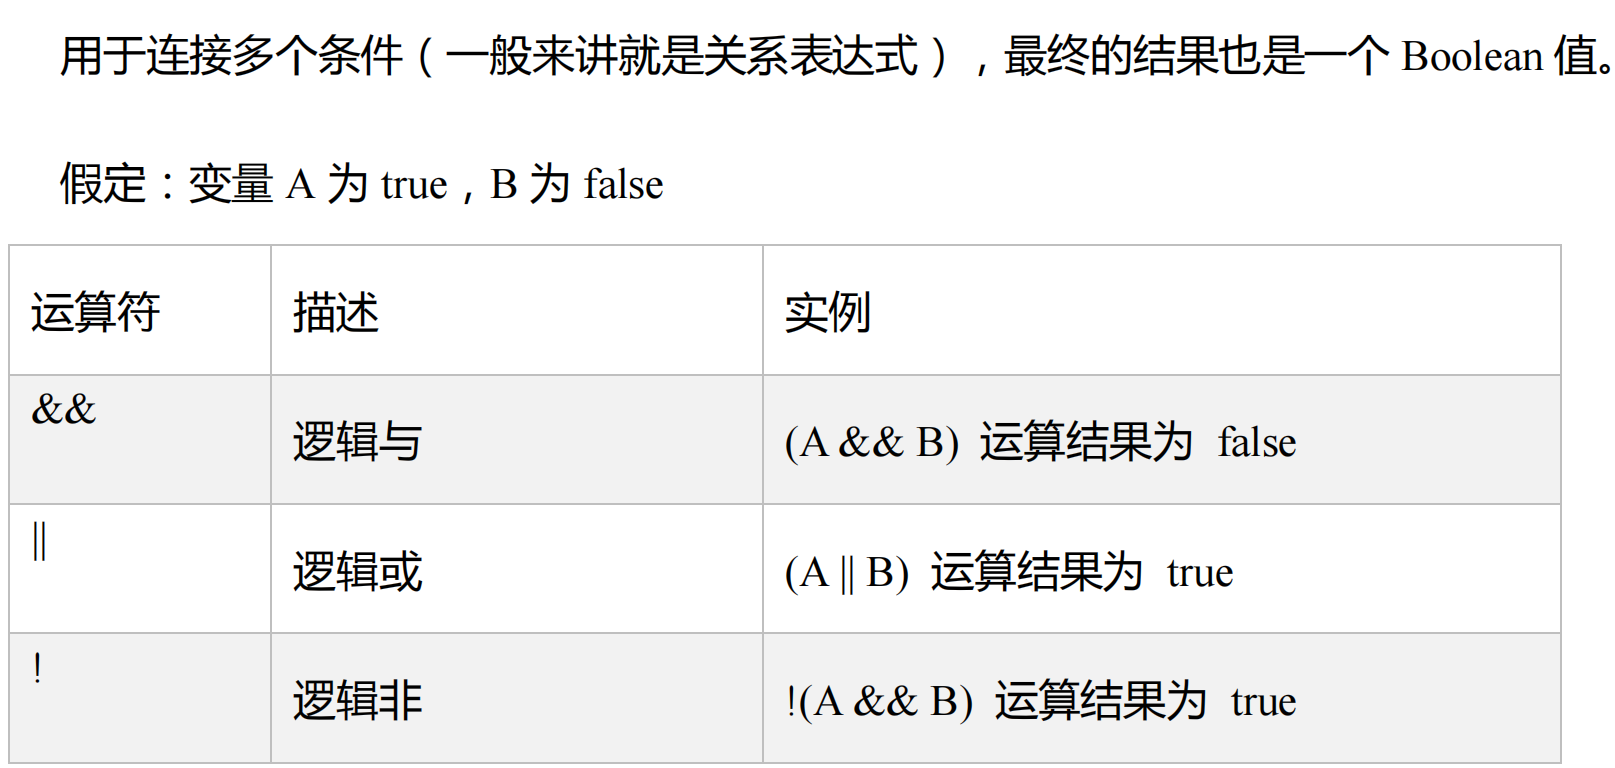 用于连接多个条件（一般来讲就是关系表达式），最终的结果也是一个 Boolean 值。
假定：变量 A 为 true，B 为 false
运算符 描述 实例
&& 逻辑与 (A && B) 运算结果为 false
|| 逻辑或 (A || B) 运算结果为 true
! 逻辑非 !(A && B) 运算结果为 true